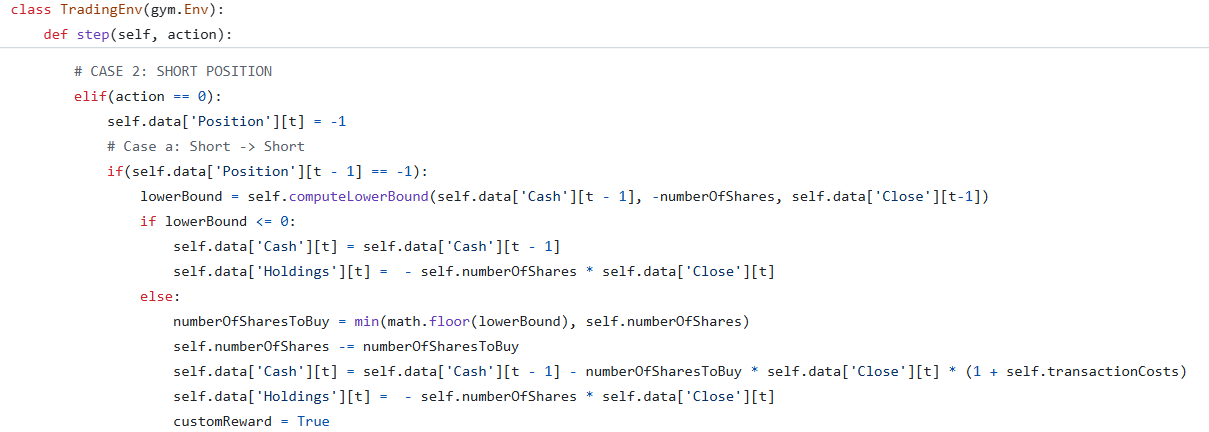 class TradingEnv(gym.Env):
    def step(self, action):
        # CASE 2: SHORT POSITION
        elif(action == 0):
            self.data['Position'][t] = -1
            # Case a: Short -> Short
            if(self.data['Position'][t - 1] == -1):
                lowerBound = self.computeLowerBound(self.data['Cash'][t - 1], -numberOfShares, self.data['Close'][t-1])
                if lowerBound <= 0:
                    self.data['Cash'][t] = self.data['Cash'][t - 1]
                    self.data['Holdings'][t] =  - self.numberOfShares * self.data['Close'][t]
                else:
                    numberOfSharesToBuy = min(math.floor(lowerBound), self.numberOfShares)
                    self.numberOfShares -= numberOfSharesToBuy
                    self.data['Cash'][t] = self.data['Cash'][t - 1] - numberOfSharesToBuy * self.data['Close'][t] * (1 + self.transactionCosts)
                    self.data['Holdings'][t] =  - self.numberOfShares * self.data['Close'][t]
                    customReward = True